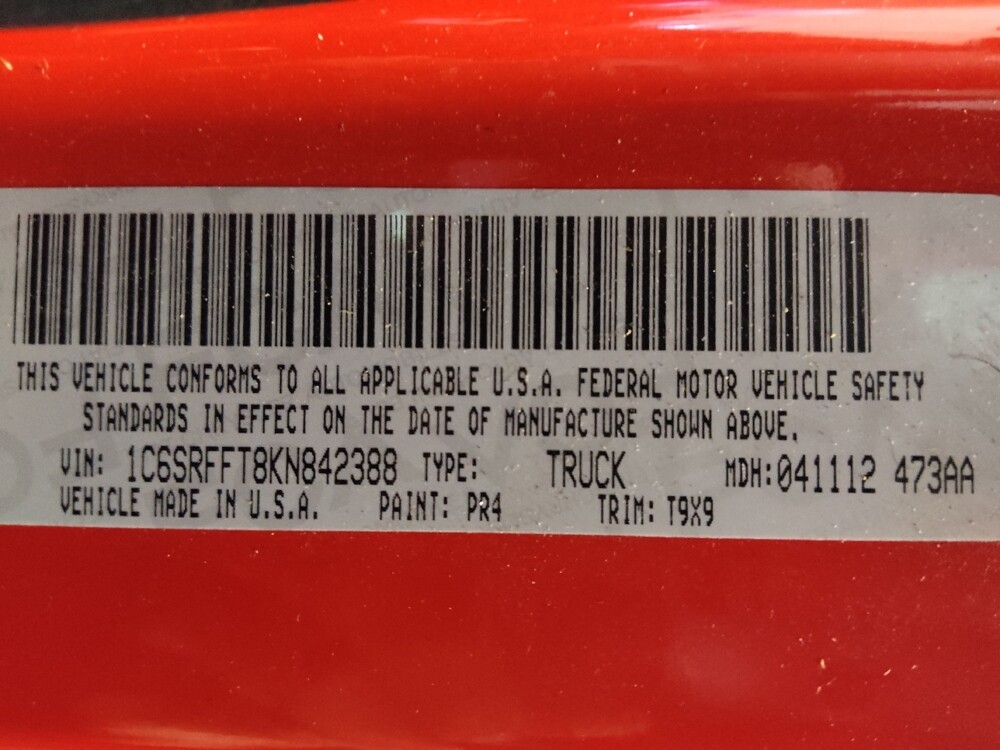 THIS VEHICLE CONFORMS TO ALL APPLICABLE U.S.A. FEDERAL MOTOR VEHICLE SAFETY
STANDARDS IN EFFECT ON THE DATE OF MANUFACTURE SHOWN ABOVE.
VIN: 1C6SRFFT8KN842388 TYPE: TRUCK MDH:041112 473AA
VEHICLE MADE IN U.S.A. PAINT: PR4 TRIM: T9X9